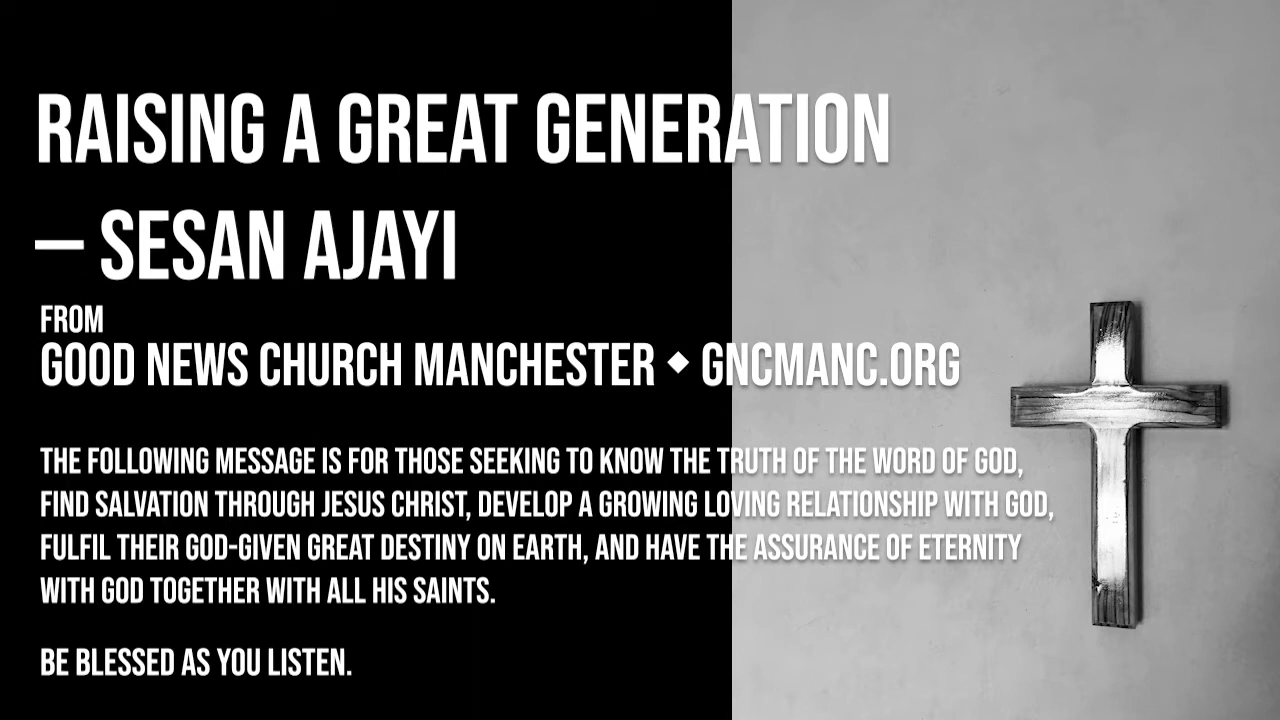 RAISING A GREAT GENERATION
– SESAN AJAYI
FROM
GOOD NEWS CHURCH MANCHESTER ◆ GNCMANC.ORG
THE FOLLOWING MESSAGE IS FOR THOSE SEEKING TO KNOW THE TRUTH OF THE WORD OF GOD,
FIND SALVATION THROUGH JESUS CHRIST, DEVELOP A GROWING LOVING RELATIONSHIP WITH GOD,
FULFIL THEIR GOD-GIVEN GREAT DESTINY ON EARTH, AND HAVE THE ASSURANCE OF ETERNITY
WITH GOD TOGETHER WITH ALL HIS SAINTS.
BE BLESSED AS YOU LISTEN.